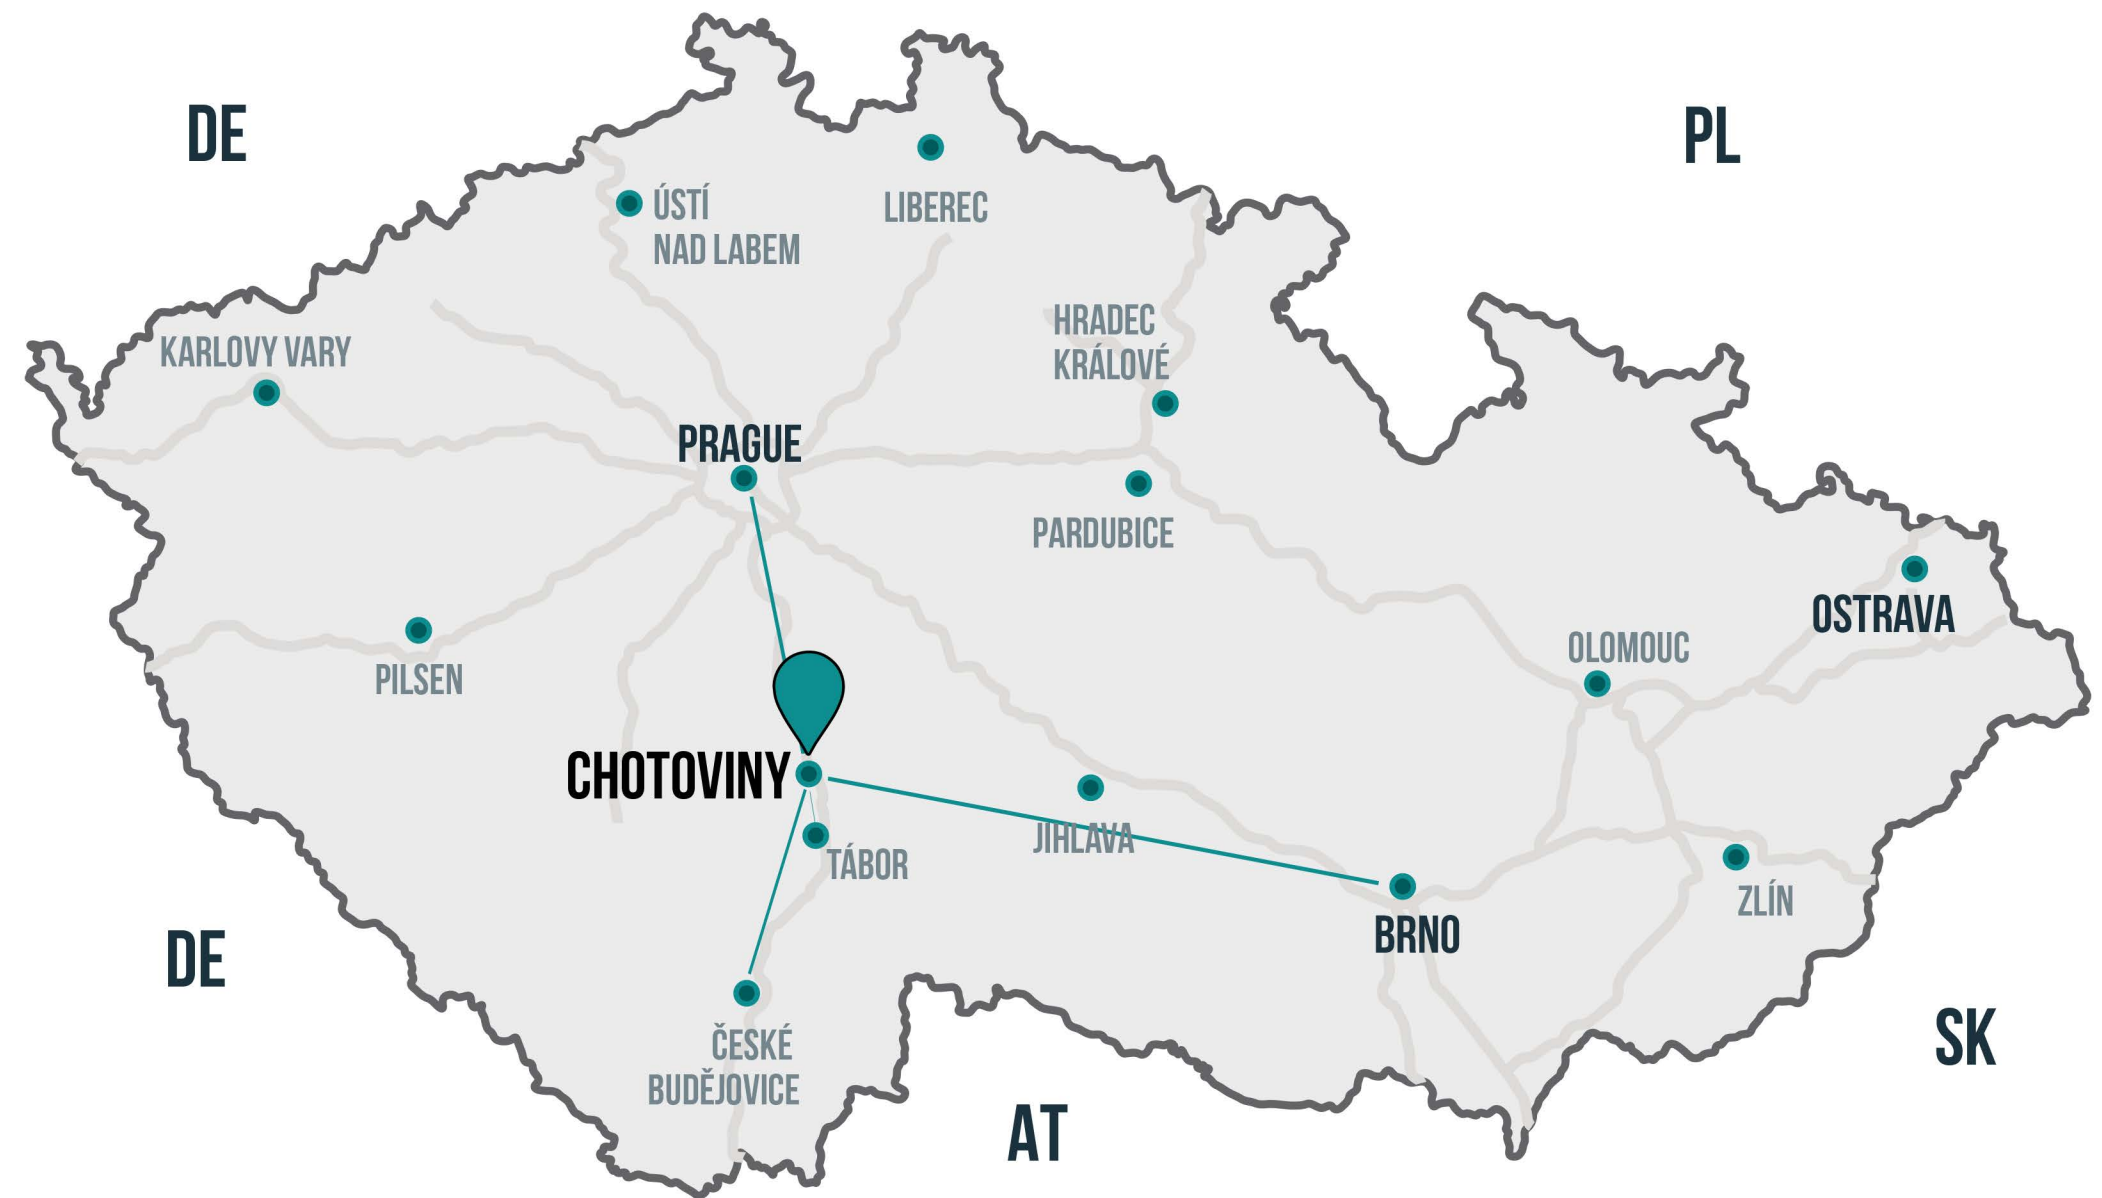 DE
PL
ÚSTÍ
NAD LABEM
LIBEREC
HRADEC
KRÁLOVÉ
KARLOVY VARY
PRAGUE
PARDUBICE
OSTRAVA
OLOMOUC
PILSEN
CHOTOVINY
JIHLAVA
TÁBOR
ZLÍN
BRNO
DE
SK
ČESKÉ
BUDĚJOVICE
AT